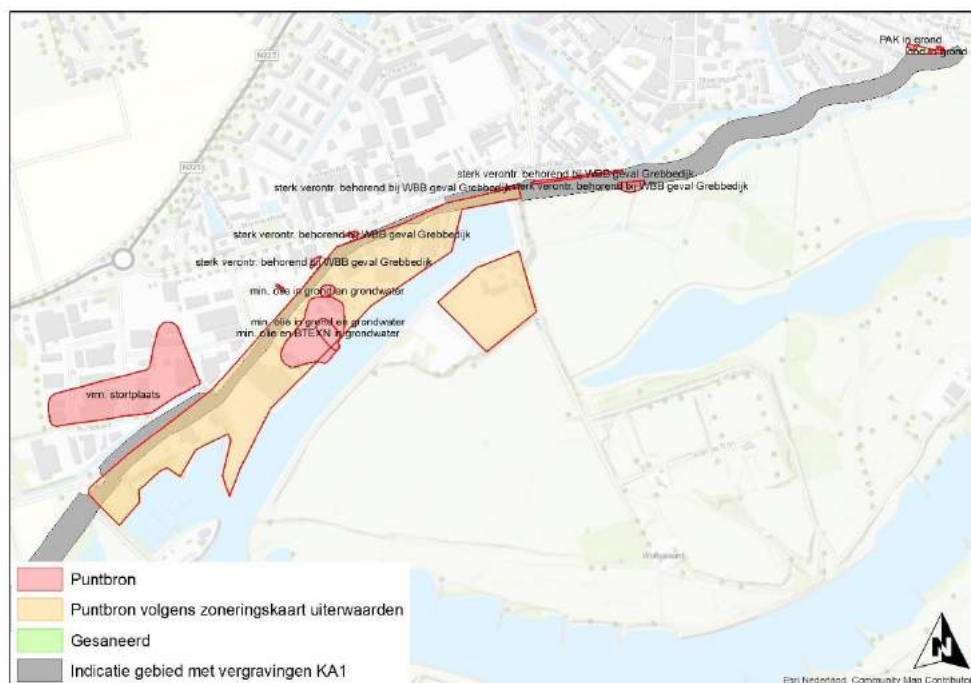 PAK in grond
N225
N225
sterk verontr. behorend bij WBB geval Grebbedijk
sterk verontr. behorend bij WBB geval Grebbedijk
sterk verontr. behorend bij WBB geval Grebbedijk
sterk verontr. behorend bij WBB geval Grebbedijk
sterk verontr. behorend bij WBB geval Grebbedijk
min. olie in grond en grondwater
min. olie in grond en grondwater
min. olie en BTEXN in grondwater
vrm. stortplaats
Puntbron
Puntbron volgens zoneringskaart uiterwaarden
Gesaneerd
Indicatie gebied met vergravingen KA1
N
Esri Nederland, Community Map Contributor